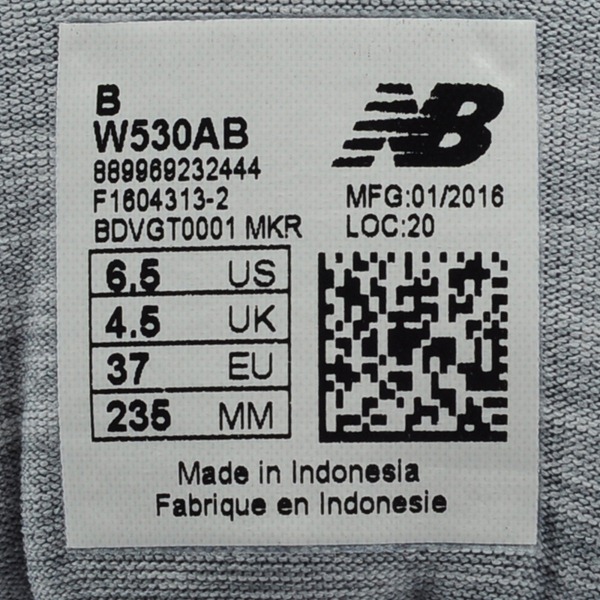 B
W530AB
889969232444
F1604313-2
BDVGT0001 MKR
NB
MFG:01/2016
LOC:20
6.5 US
4.5 UK
37 EU
235 MM
Made in Indonesia
Fabrique en Indonesie